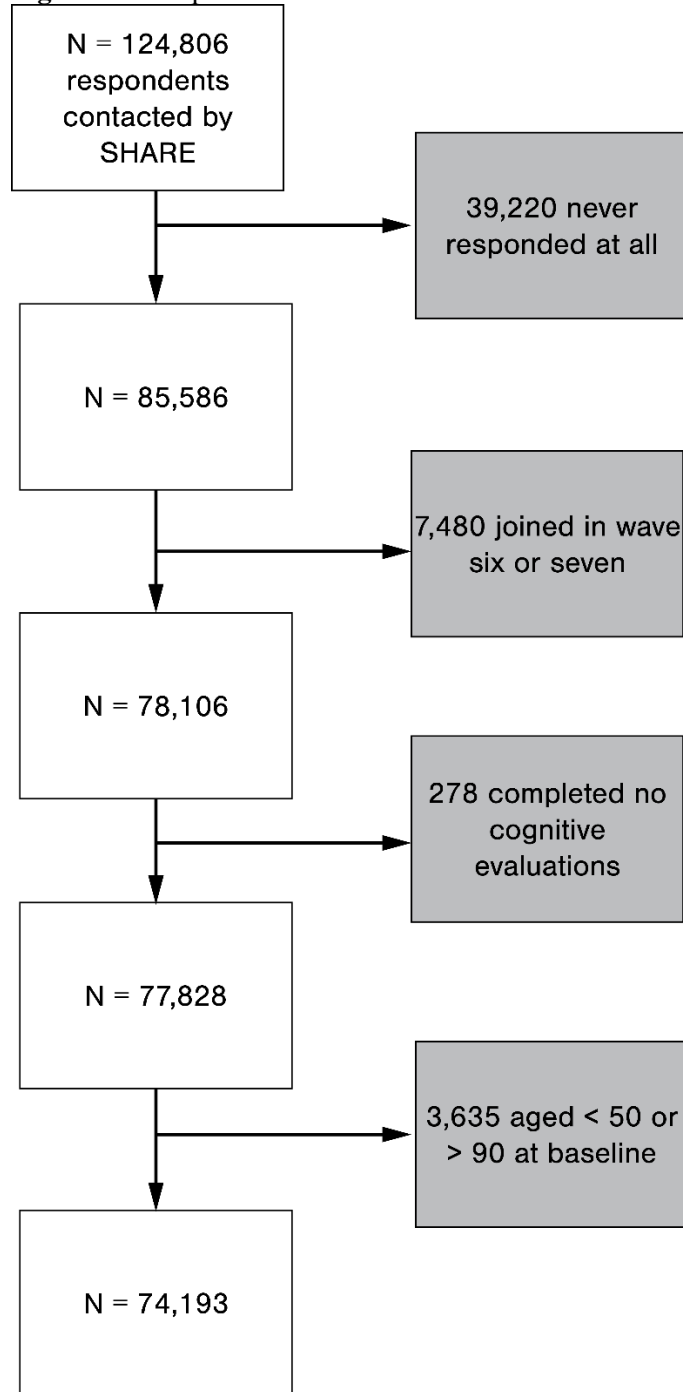 N = 124,806
respondents
contacted by
SHARE
39,220 never
responded at all
N = 85,586
7,480 joined in wave
six or seven
N = 78,106
278 completed no
cognitive
evaluations
N = 77,828
3,635 aged < 50 or
> 90 at baseline
N = 74,193